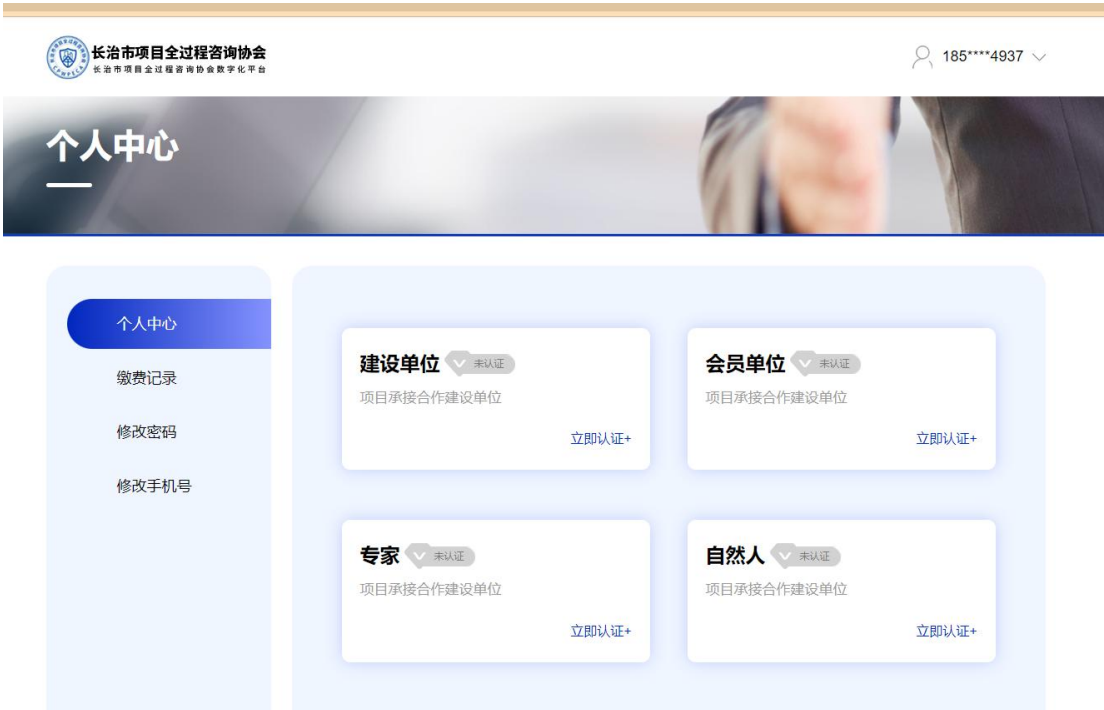 长治市项目全过程咨询协会
长治市项目全过程咨询协会数字化平台
185****4937
个人中心
个人中心
缴费记录
修改密码
修改手机号
建设单位 未认证
项目承接合作建设单位
立即认证+
会员单位 未认证
项目承接合作建设单位
立即认证+
专家 未认证
项目承接合作建设单位
立即认证+
自然人 未认证
项目承接合作建设单位
立即认证+